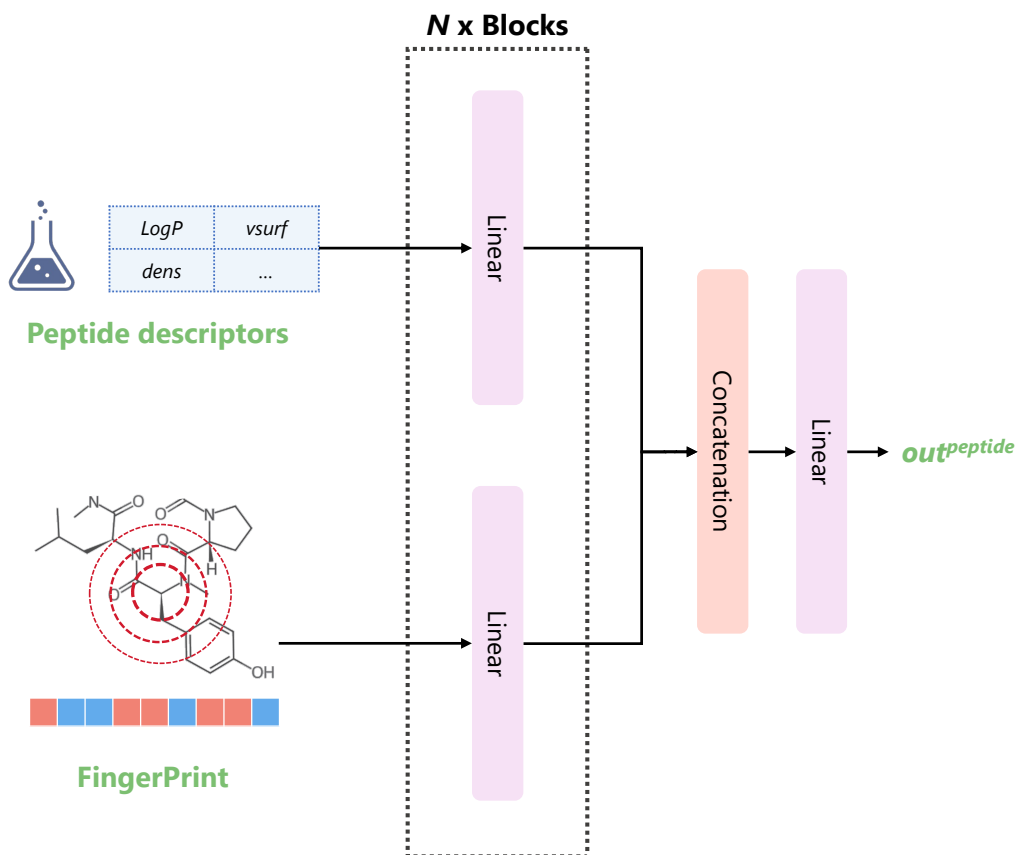 N x Blocks
Linear
LogP
vsurf
dens
...
Peptide descriptors
Concatenation
Linear
out^peptide
N
O
O
N
O
NH
H
O
N
Linear
OH
FingerPrint